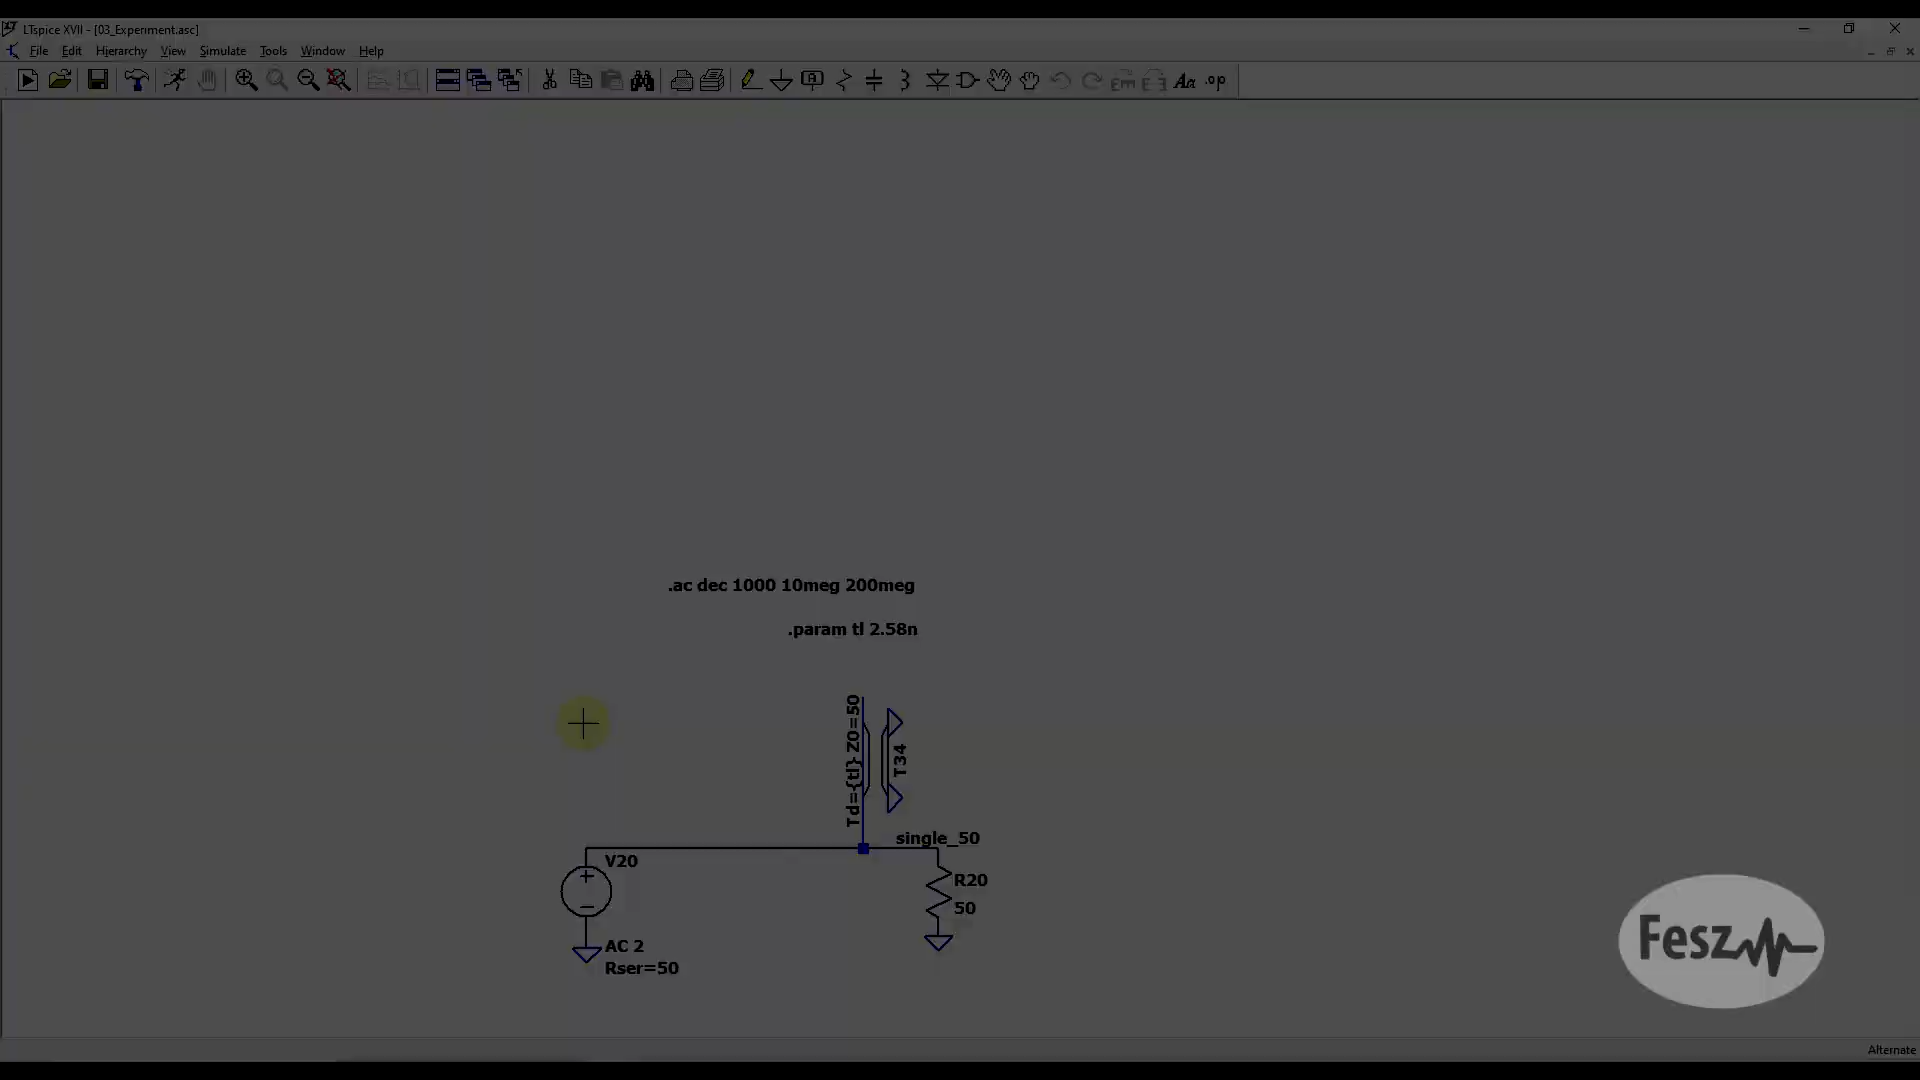 LTspice XVII - [03_Experiment.asc]
File Edit Hierarchy View Simulate Tools Window Help
.op
.ac dec 1000 10meg 200meg
.param tl 2.58n
Td={tl} Z0=50
T34
single_50
V20
R20
50
AC 2
Rser=50
Fesz
Alternate